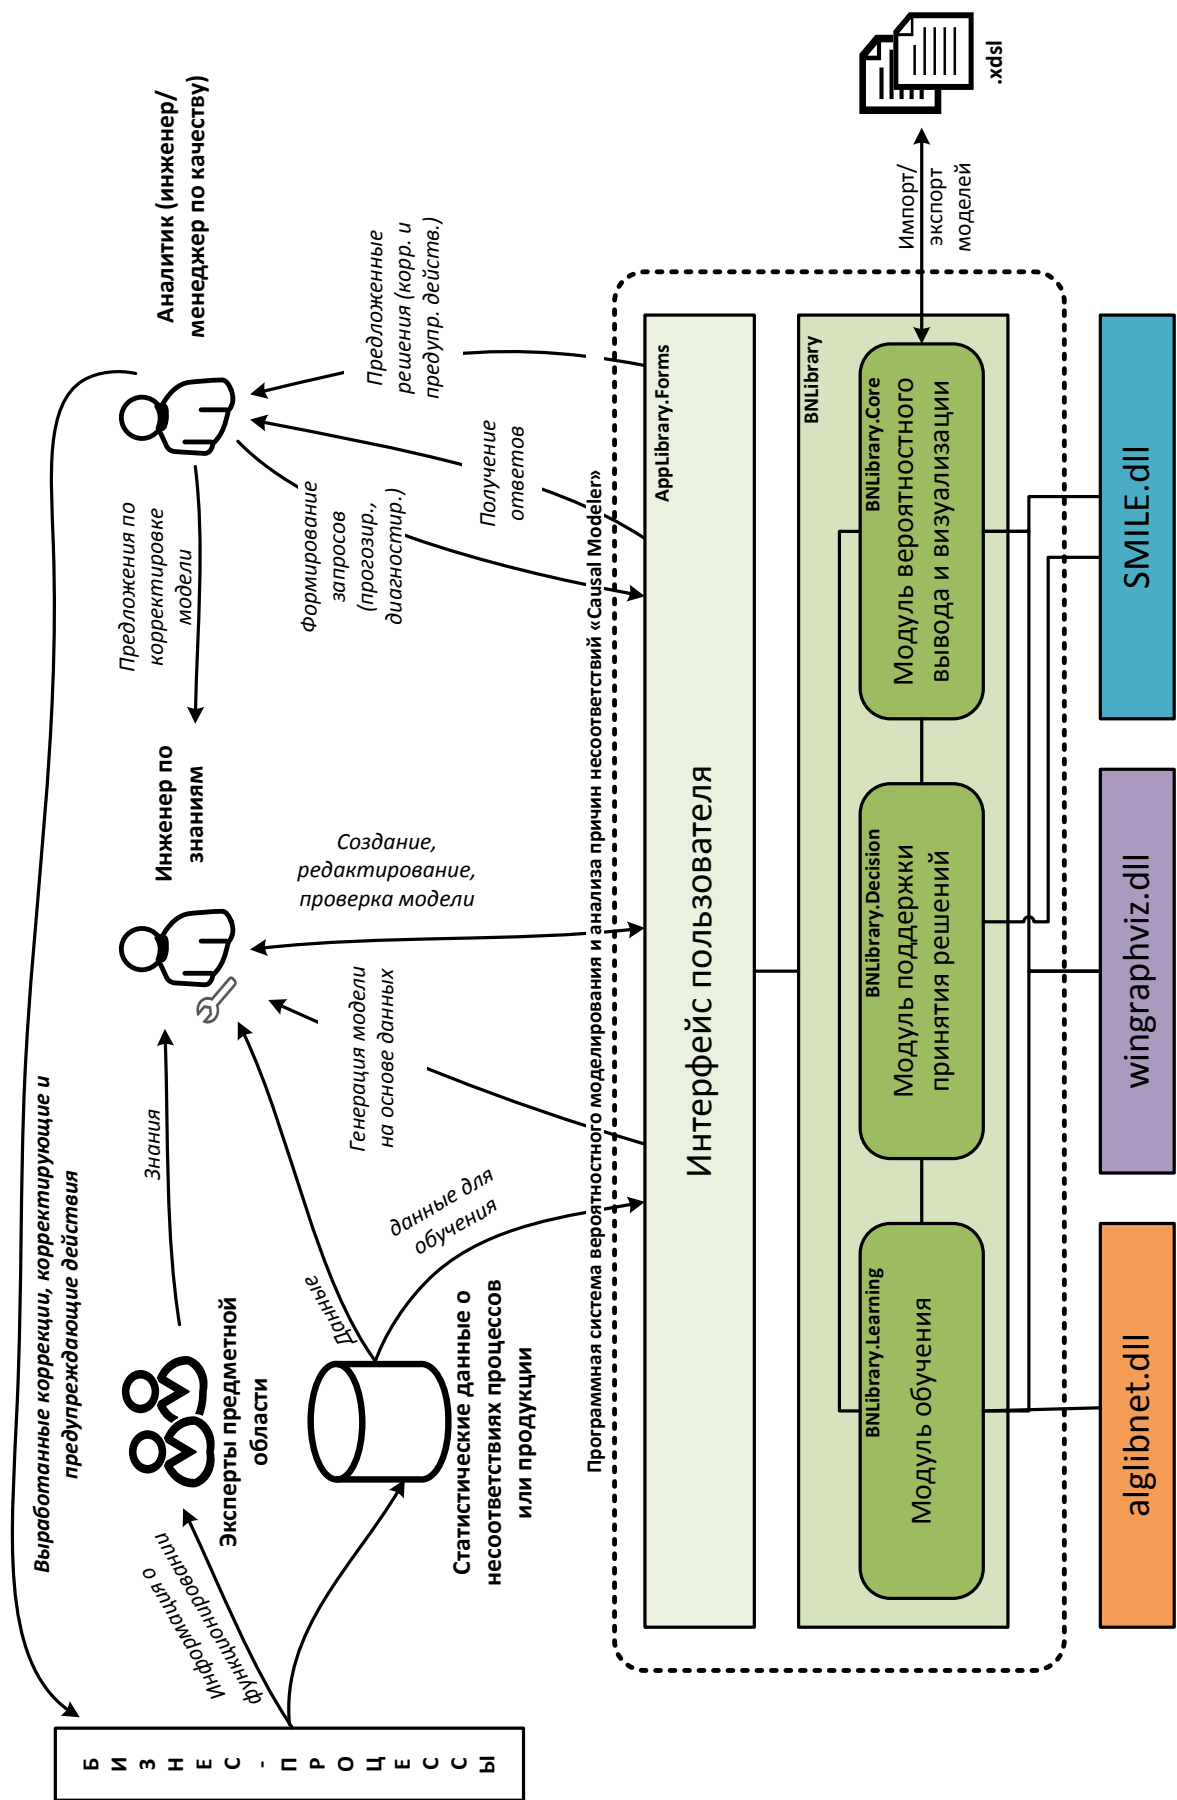 БИЗНЕС-ПРОЦЕССЫ
Выработанные коррекции, корректирующие и
предупреждающие действия
Информация о
функционировании
Эксперты предметной
области
Знания
Инженер по
знаниям
Предложения по
корректировке
модели
Аналитик (инженер/
менеджер по качеству)
Статистические данные о
несоответствиях процессов
или продукции
Данные
данные для
обучения
Генерация модели
на основе данных
Создание,
редактирование,
проверка модели
Формирование
запросов
(прогозир.,
диагностир.)
Получение
ответов
Предложенные
решения (корр. и
предупр. действ.)
Программная система вероятностного моделирования и анализа причин несоответствий «Causal Modeler»
AppLibrary.Forms
Интерфейс пользователя
BNLibrary
BNLibrary.Learning
Модуль обучения
BNLibrary.Decision
Модуль поддержки
принятия решений
BNLibrary.Core
Модуль вероятностного
вывода и визуализации
Импорт/
экспорт
моделей
.xdsl
alglibnet.dll
wingraphviz.dll
SMILE.dll